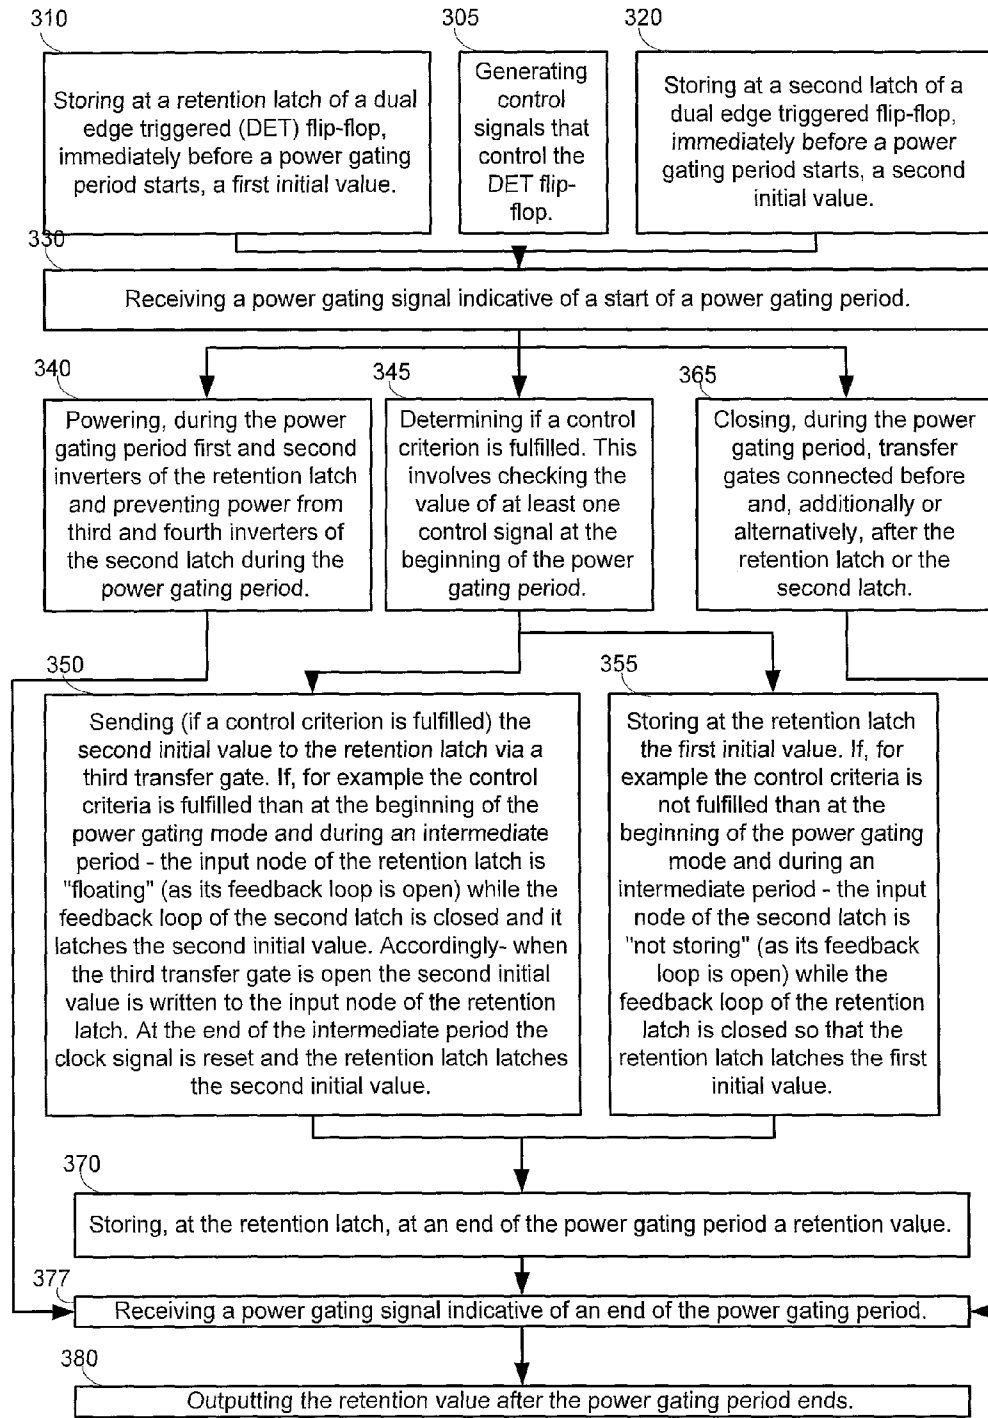 310
Storing at a retention latch of a dual
edge triggered (DET) flip-flop,
immediately before a power gating
period starts, a first initial value.
305
Generating
control
signals that
control the
DET flip-
flop.
320
Storing at a second latch of a
dual edge triggered flip-flop,
immediately before a power
gating period starts, a second
initial value.
330
Receiving a power gating signal indicative of a start of a power gating period.
340
Powering, during the power
gating period first and second
inverters of the retention latch
and preventing power from
third and fourth inverters of
the second latch during the
power gating period.
345
Determining if a control
criterion is fulfilled. This
involves checking the
value of at least one
control signal at the
beginning of the power
gating period.
365
Closing, during the power
gating period, transfer
gates connected before
and, additionally or
alternatively, after the
retention latch or the
second latch.
350
Sending (if a control criterion is fulfilled) the
second initial value to the retention latch via a
third transfer gate. If, for example the control
criteria is fulfilled than at the beginning of the
power gating mode and during an intermediate
period - the input node of the retention latch is
"floating" (as its feedback loop is open) while the
feedback loop of the second latch is closed and it
latches the second initial value. Accordingly- when
the third transfer gate is open the second initial
value is written to the input node of the retention
latch. At the end of the intermediate period the
clock signal is reset and the retention latch latches
the second initial value.
355
Storing at the retention latch
the first initial value. If, for
example the control criteria is
not fulfilled than at the
beginning of the power gating
mode and during an
intermediate period - the input
node of the second latch is
"not storing" (as its feedback
loop is open) while the
feedback loop of the retention
latch is closed so that the
retention latch latches the first
initial value.
370
Storing, at the retention latch, at an end of the power gating period a retention value.
377
Receiving a power gating signal indicative of an end of the power gating period.
380
Outputting the retention value after the power gating period ends.